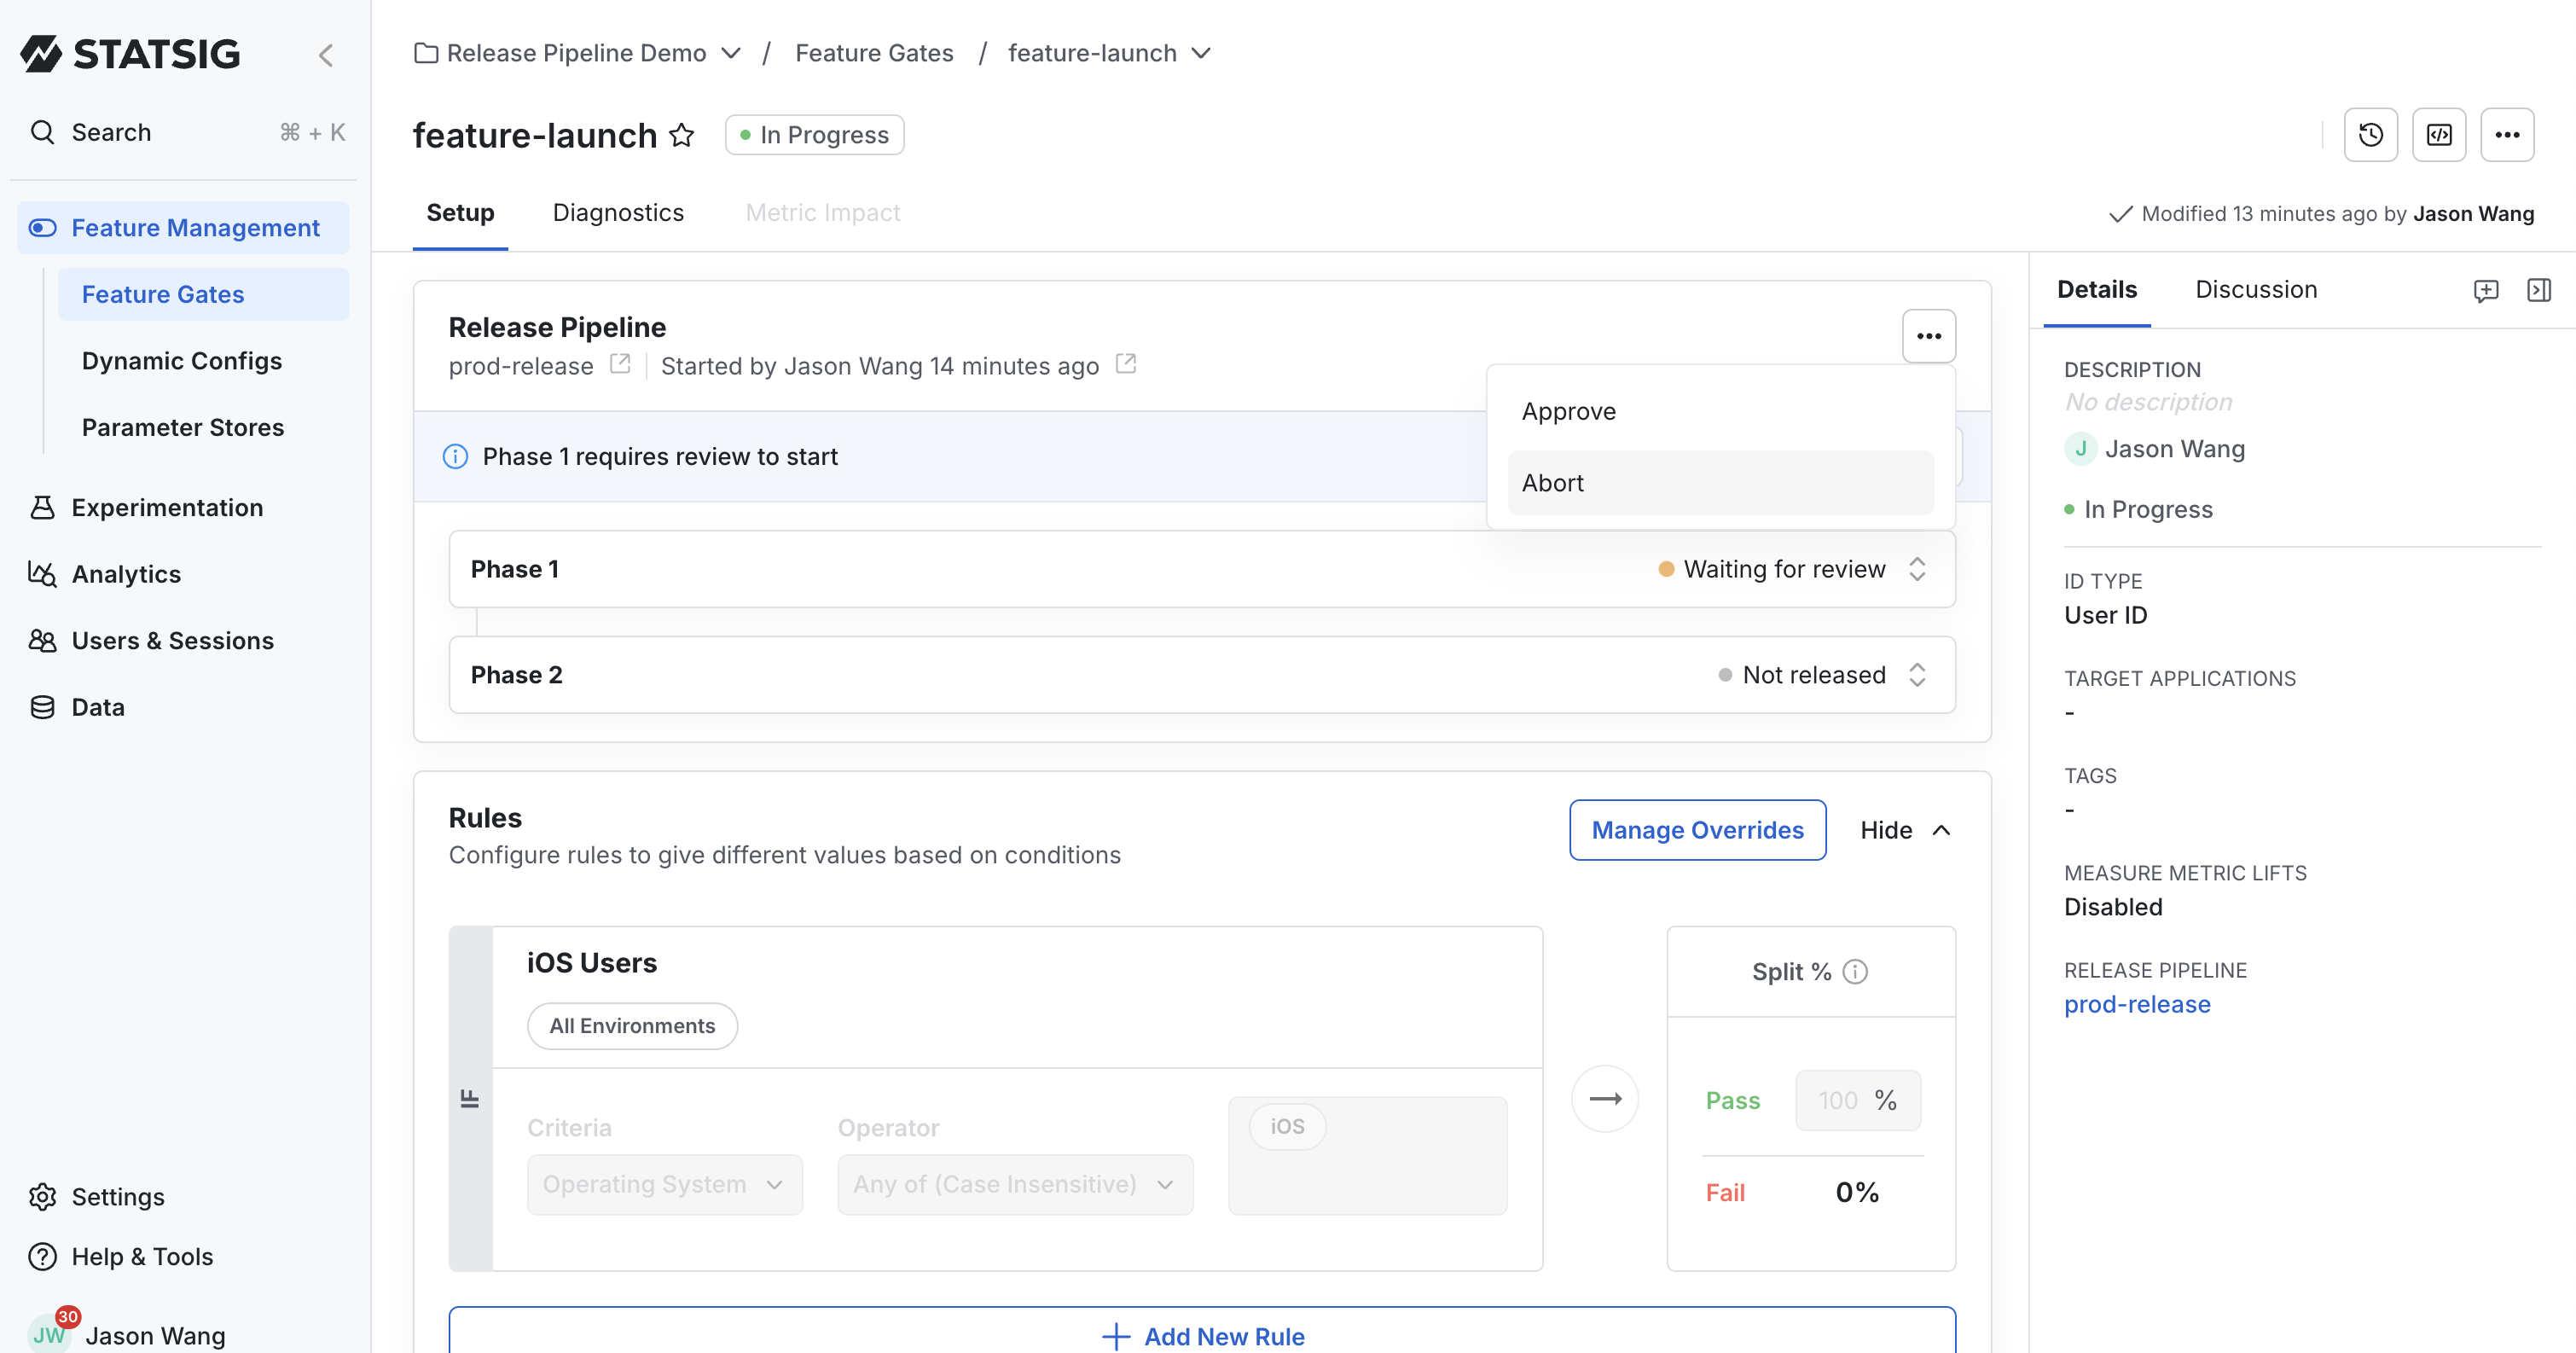 STATSIG
Search
⌘ + K
Feature Management
Feature Gates
Dynamic Configs
Parameter Stores
Experimentation
Analytics
Users & Sessions
Data
Settings
Help & Tools
JW
30
Jason Wang
Release Pipeline Demo / Feature Gates / feature-launch
feature-launch
In Progress
Setup
Diagnostics
Metric Impact
Modified 13 minutes ago by Jason Wang
Release Pipeline
prod-release
Started by Jason Wang 14 minutes ago
Approve
Abort
Phase 1 requires review to start
Phase 1
Waiting for review
Phase 2
Not released
Rules
Configure rules to give different values based on conditions
Manage Overrides
Hide
IF
iOS Users
All Environments
Criteria
Operating System
Operator
Any of (Case Insensitive)
iOS
Split %
Pass
100 %
Fail
0%
Add New Rule
Details
Discussion
DESCRIPTION
No description
J
Jason Wang
In Progress
ID TYPE
User ID
TARGET APPLICATIONS
-
TAGS
-
MEASURE METRIC LIFTS
Disabled
RELEASE PIPELINE
prod-release